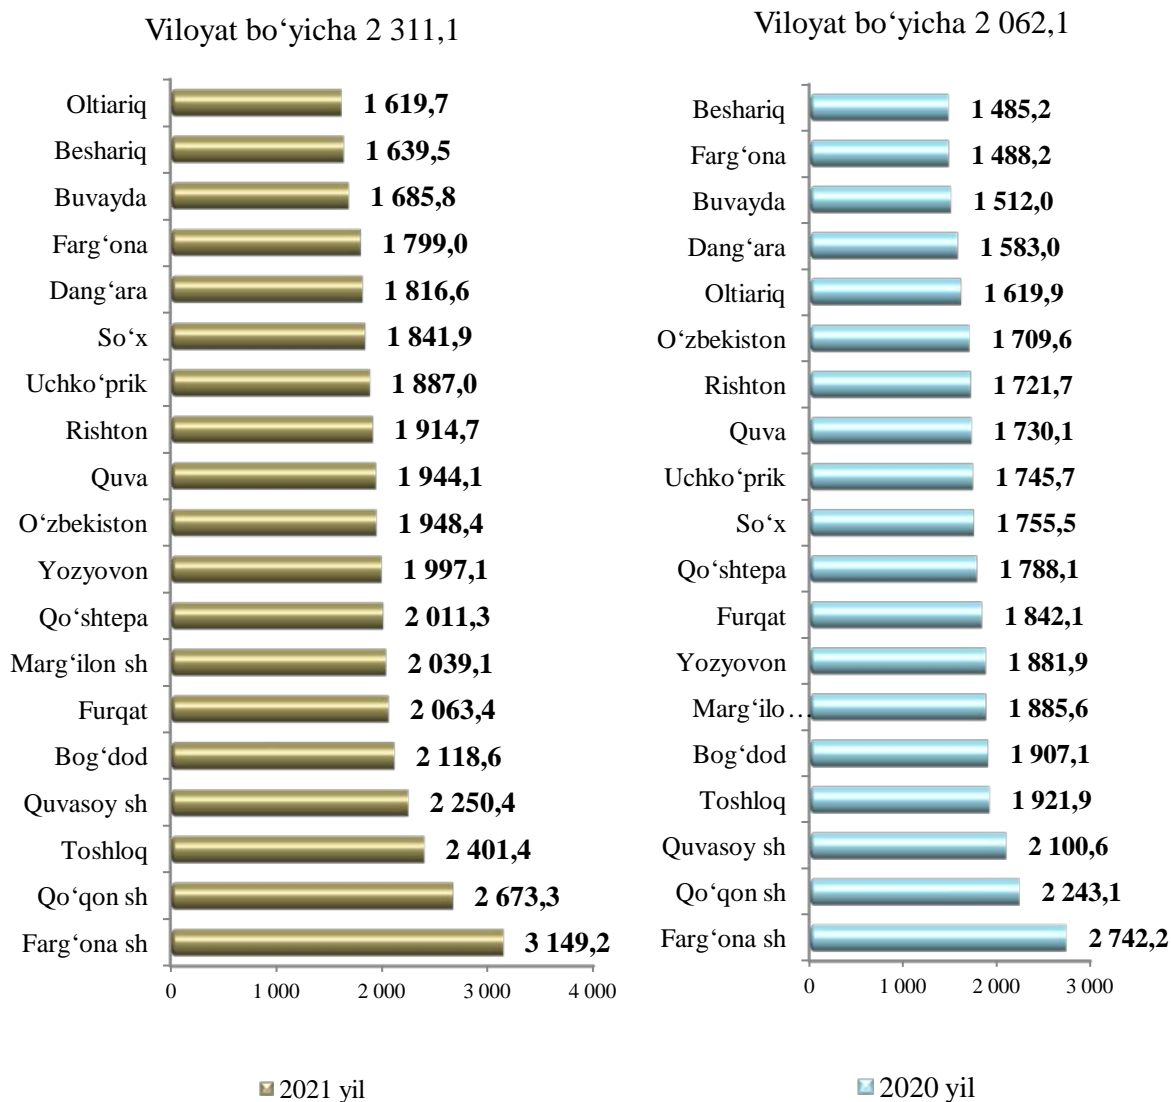 Viloyat bo‘yicha 2 311,1
Oltiariq 1 619,7
Beshariq 1 639,5
Buvayda 1 685,8
Farg‘ona 1 799,0
Dang‘ara 1 816,6
So‘x 1 841,9
Uchko‘prik 1 887,0
Rishton 1 914,7
Quva 1 944,1
O‘zbekiston 1 948,4
Yozyovon 1 997,1
Qo‘shtepa 2 011,3
Marg‘ilon sh 2 039,1
Furqat 2 063,4
Bog‘dod 2 118,6
Quvasoy sh 2 250,4
Toshloq 2 401,4
Qo‘qon sh 2 673,3
Farg‘ona sh 3 149,2
0 1 000 2 000 3 000 4 000
2021 yil
Viloyat bo‘yicha 2 062,1
Beshariq 1 485,2
Farg‘ona 1 488,2
Buvayda 1 512,0
Dang‘ara 1 583,0
Oltiariq 1 619,9
O‘zbekiston 1 709,6
Rishton 1 721,7
Quva 1 730,1
Uchko‘prik 1 745,7
So‘x 1 755,5
Qo‘shtepa 1 788,1
Furqat 1 842,1
Yozyovon 1 881,9
Marg‘ilo… 1 885,6
Bog‘dod 1 907,1
Toshloq 1 921,9
Quvasoy sh 2 100,6
Qo‘qon sh 2 243,1
Farg‘ona sh 2 742,2
0 1 000 2 000 3 000
2020 yil